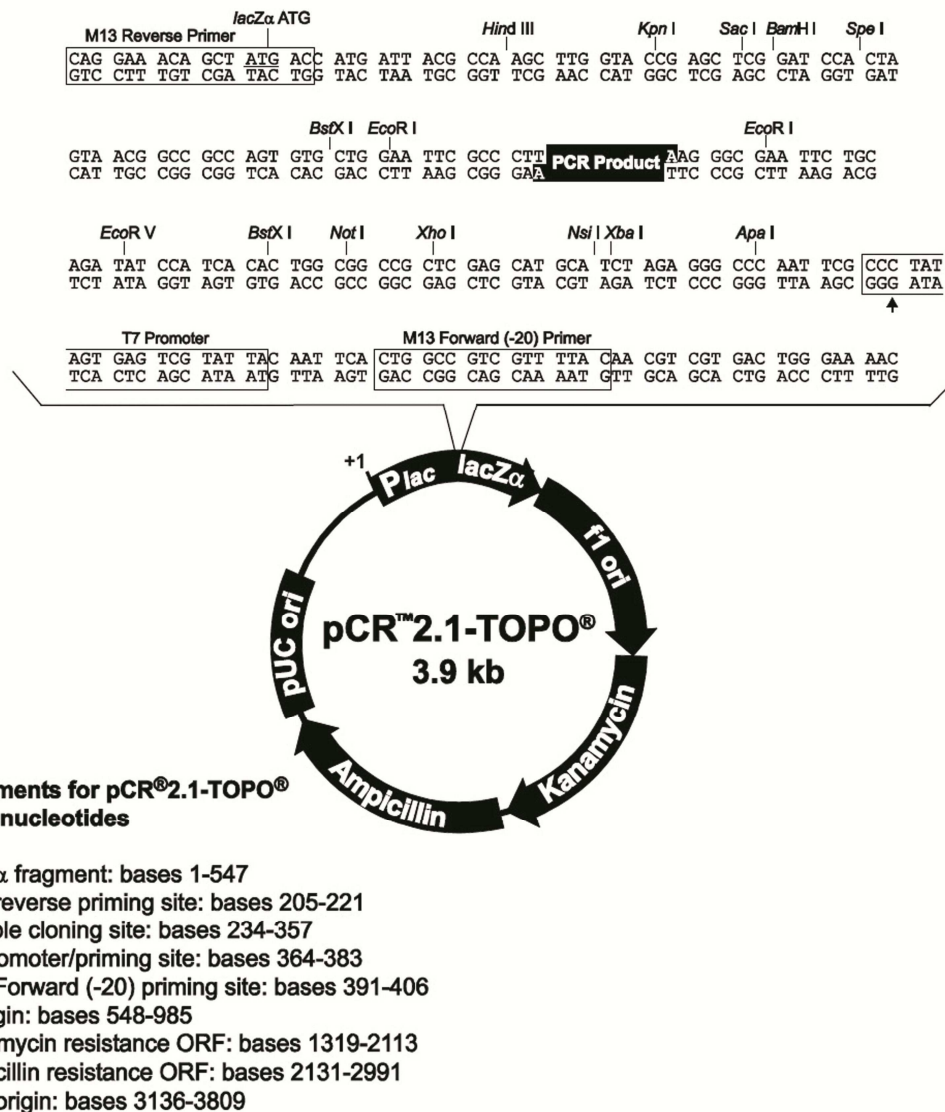 lacZα ATG
M13 Reverse Primer Hind III Kpn I Sac I BamH I Spe I
CAG GAA ACA GCT ATG ACC ATG ATT ACG CCA AGC TTG GTA CCG AGC TCG GAT CCA CTA
GTC CTT TGT CGA TAC TGG TAC TAA TGC GGT TCG AAC CAT GGC TCG AGC CTA GGT GAT
BstX I EcoR I EcoR I
GTA ACG GCC GCC AGT GTG CTG GAA TTC GCC CTT PCR Product AAG GGC GAA TTC TGC
CAT TGC CGG CGG TCA CAC GAC CTT AAG CGG GAA TTC CCG CTT AAG ACG
EcoR V BstX I Not I Xho I Nsi I Xba I Apa I
AGA TAT CCA TCA CAC TGG CGG CCG CTC GAG CAT GCA TCT AGA GGG CCC AAT TCG CCC TAT
TCT ATA GGT AGT GTG ACC GCC GGC GAG CTC GTA CGT AGA TCT CCC GGG TTA AGC GGG ATA
T7 Promoter M13 Forward (-20) Primer
AGT GAG TCG TAT TAC AAT TCA CTG GCC GTC GTT TTA CAA CGT CGT GAC TGG GAA AAC
TCA CTC AGC ATA ATG TTA AGT GAC CGG CAG CAA AAT GTT GCA GCA CTG ACC CTT TTG
+1
Plac lacZα
f1 ori
pUC ori
pCR™2.1-TOPO®
3.9 kb
Kanamycin
Ampicillin
ments for pCR®2.1-TOPO®
nucleotides
α fragment: bases 1-547
reverse priming site: bases 205-221
ple cloning site: bases 234-357
omoter/priming site: bases 364-383
Forward (-20) priming site: bases 391-406
gin: bases 548-985
mycin resistance ORF: bases 1319-2113
cillin resistance ORF: bases 2131-2991
origin: bases 3136-3809